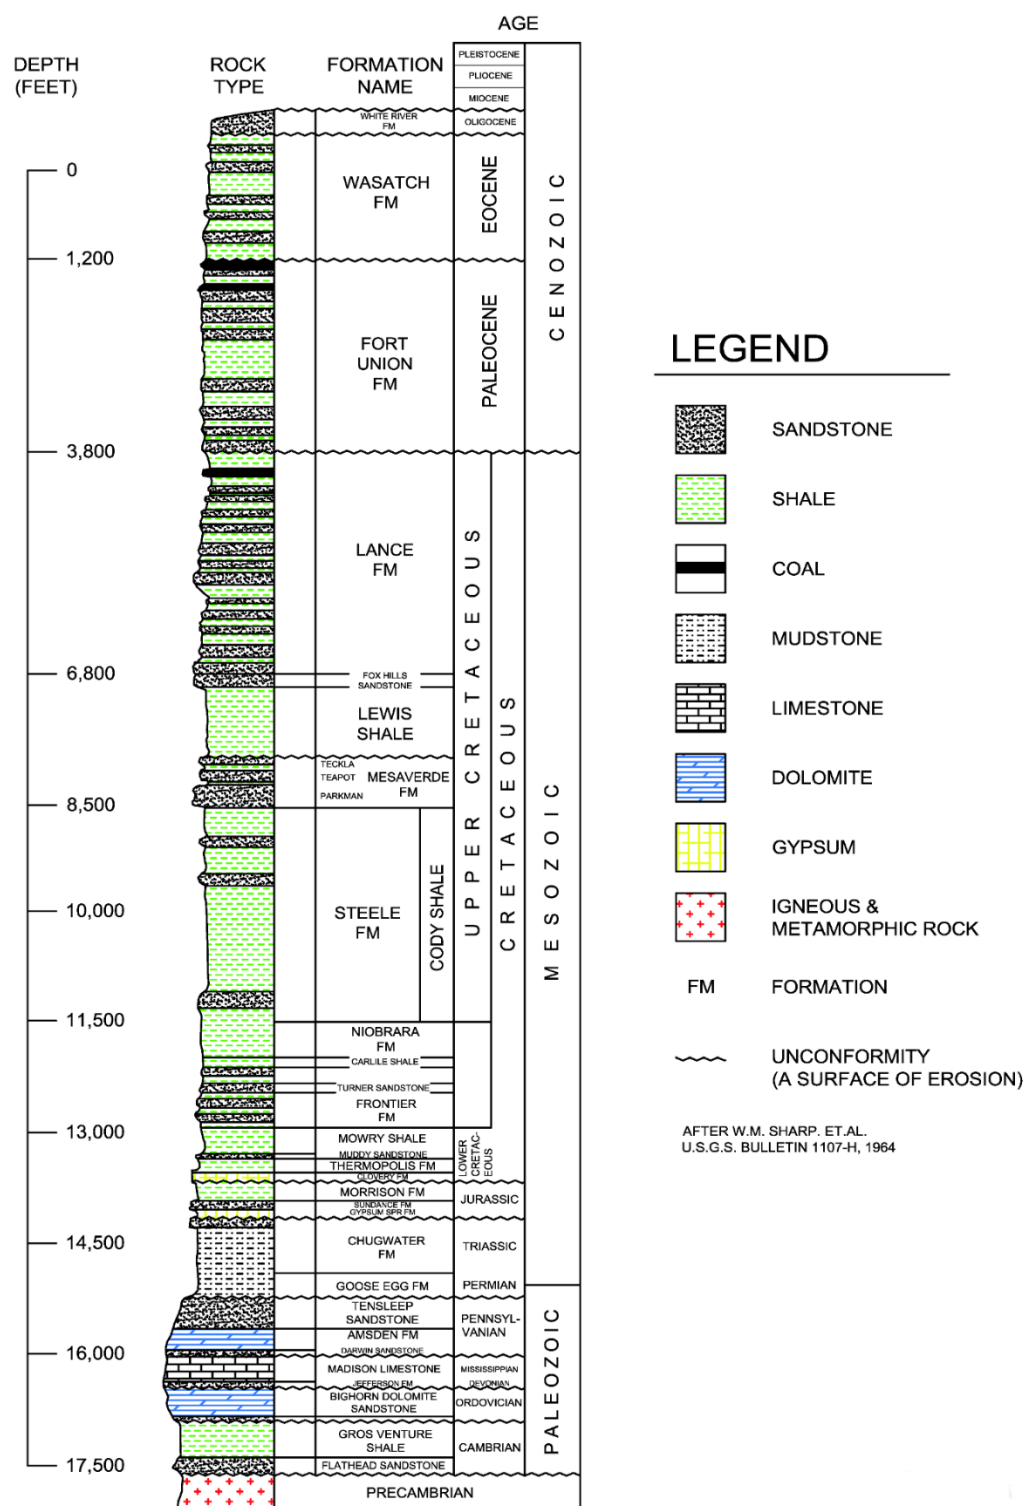 AGE
DEPTH
(FEET)
ROCK
TYPE
FORMATION
NAME
PLEISTOCENE
PLIOCENE
MIOCENE
OLIGOCENE
EOCENE
PALEOCENE
UPPER CRETACEOUS
CRETACEOUS
LOWER
CRETAC-
EOUS
JURASSIC
TRIASSIC
PERMIAN
PENNSYL-
VANIAN
MISSISSIPPIAN
DEVONIAN
ORDOVICIAN
CAMBRIAN
CENOZOIC
MESOZOIC
PALEOZOIC
0
1,200
3,800
6,800
8,500
10,000
11,500
13,000
14,500
16,000
17,500
WHITE RIVER
FM
WASATCH
FM
FORT
UNION
FM
LANCE
FM
FOX HILLS
SANDSTONE
LEWIS
SHALE
TECKLA
TEAPOT
PARKMAN
MESAVERDE
FM
STEELE
FM
CODY SHALE
NIOBRARA
FM
CARLILE SHALE
TURNER SANDSTONE
FRONTIER
FM
MOWRY SHALE
MUDDY SANDSTONE
THERMOPOLIS FM
CLOVERY FM
MORRISON FM
SUNDANCE FM
GYPSUM SPR FM
CHUGWATER
FM
GOOSE EGG FM
TENSLEEP
SANDSTONE
AMSDEN FM
DARWIN SANDSTONE
MADISON LIMESTONE
JEFFERSON FM
BIGHORN DOLOMITE
SANDSTONE
GROS VENTURE
SHALE
FLATHEAD SANDSTONE
PRECAMBRIAN
LEGEND
SANDSTONE
SHALE
COAL
MUDSTONE
LIMESTONE
DOLOMITE
GYPSUM
IGNEOUS &
METAMORPHIC ROCK
FM FORMATION
UNCONFORMITY
(A SURFACE OF EROSION)
AFTER W.M. SHARP. ET.AL.
U.S.G.S. BULLETIN 1107-H, 1964